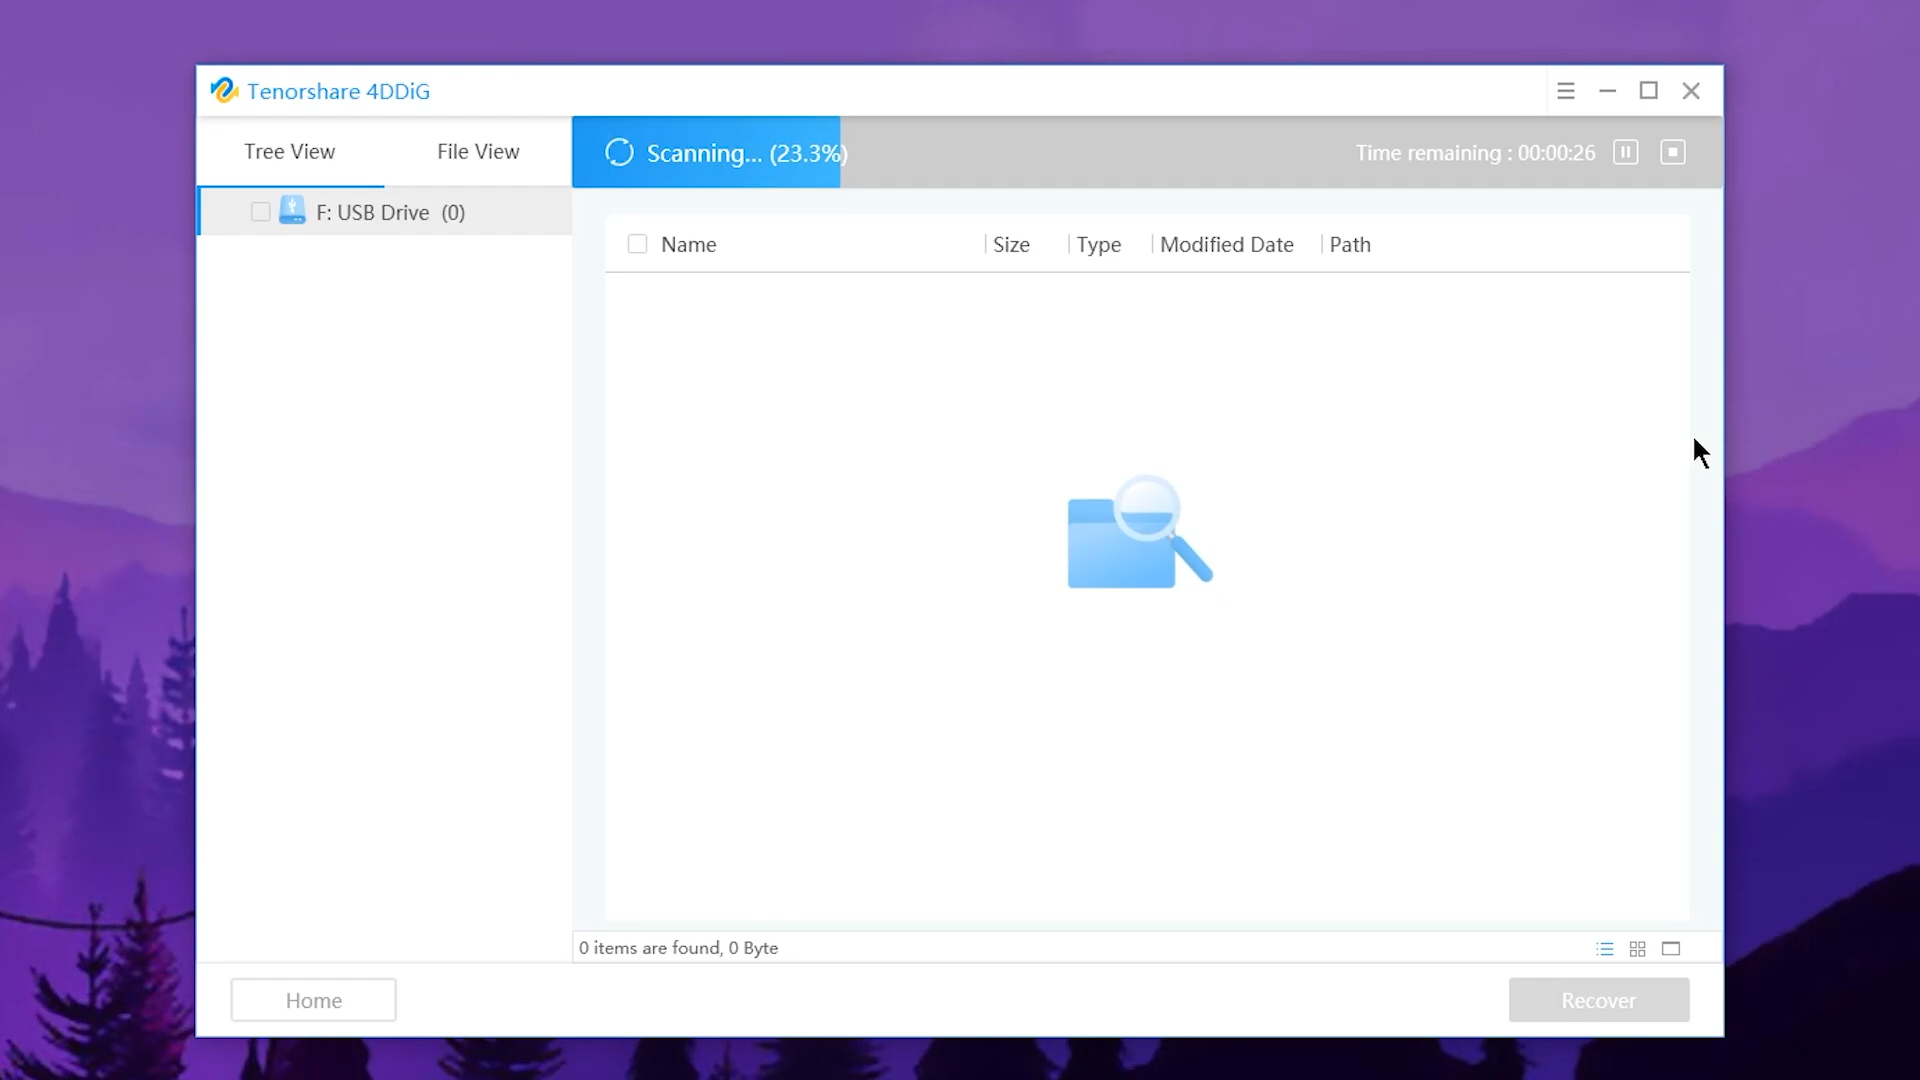 Tenorshare 4DDiG
Tree View
File View
Scanning... (23.3%)
Time remaining : 00:00:26
F: USB Drive (0)
Name
Size
Type
Modified Date
Path
0 items are found, 0 Byte
Home
Recover